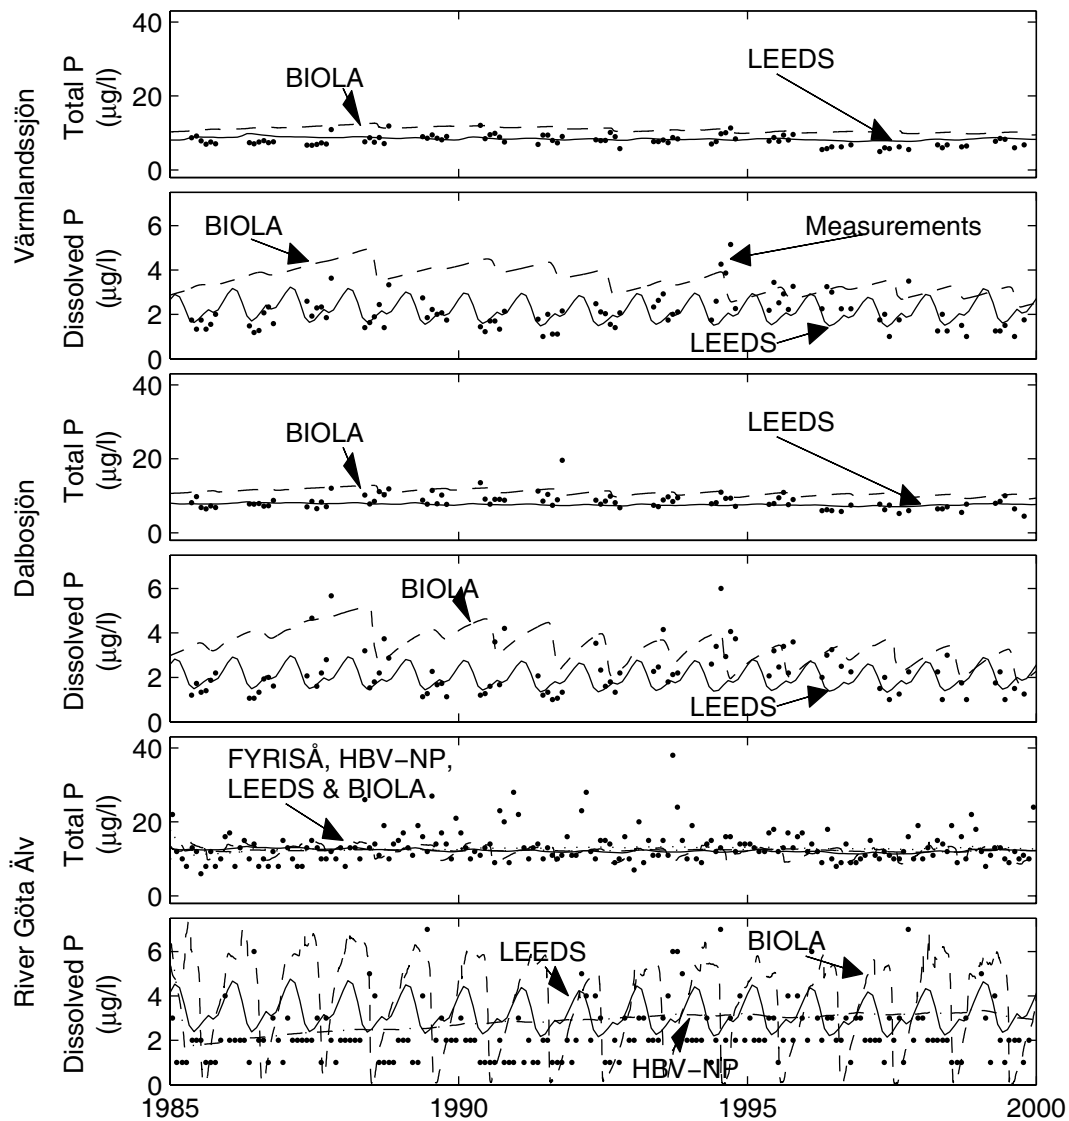 Värmlandssjön
Total P
(µg/l)
40
20
0
BIOLA
LEEDS
Dissolved P
(µg/l)
6
4
2
0
BIOLA
Measurements
LEEDS
Dalbosjön
Total P
(µg/l)
40
20
0
BIOLA
LEEDS
Dissolved P
(µg/l)
6
4
2
0
BIOLA
LEEDS
River Göta Älv
Total P
(µg/l)
40
20
0
FYRISÅ, HBV−NP,
LEEDS & BIOLA
Dissolved P
(µg/l)
6
4
2
0
LEEDS
BIOLA
HBV−NP
1985
1990
1995
2000